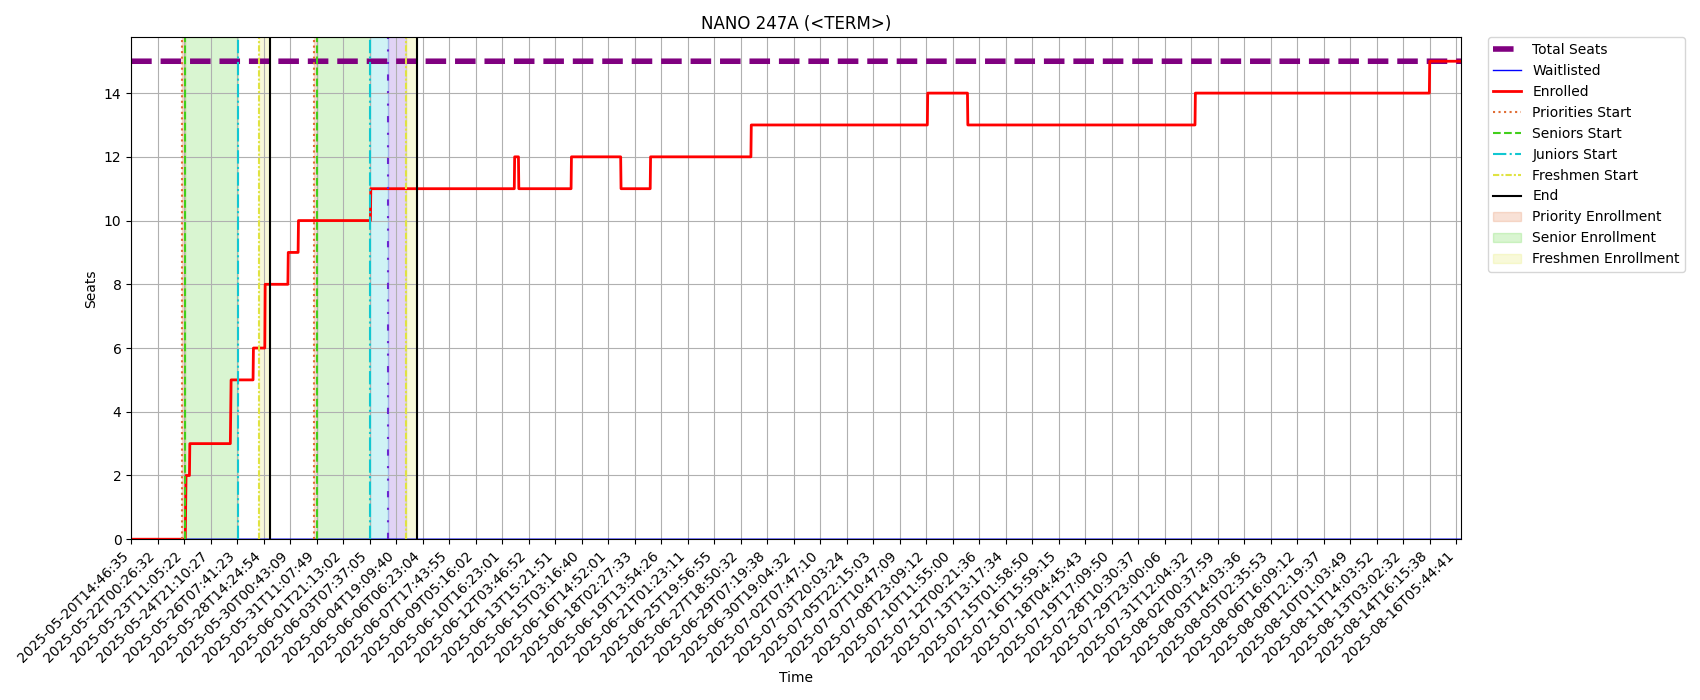 NANO 247A (<TERM>)
Total Seats
Waitlisted
Enrolled
Priorities Start
Seniors Start
Juniors Start
Freshmen Start
End
Priority Enrollment
Senior Enrollment
Freshmen Enrollment
Seats
14
12
10
8
6
4
2
0
2025-05-20T14:46:35
2025-05-22T00:26:32
2025-05-23T11:05:22
2025-05-24T21:10:27
2025-05-26T07:41:23
2025-05-28T14:24:54
2025-05-30T00:43:09
2025-05-31T11:07:49
2025-06-01T21:13:02
2025-06-03T07:37:05
2025-06-04T19:09:40
2025-06-06T06:23:04
2025-06-07T17:43:55
2025-06-09T05:16:02
2025-06-10T16:23:01
2025-06-12T03:46:52
2025-06-13T15:21:51
2025-06-15T03:16:40
2025-06-16T14:52:01
2025-06-18T02:27:33
2025-06-19T13:54:26
2025-06-21T01:23:11
2025-06-25T19:56:55
2025-06-27T18:50:32
2025-06-29T07:19:38
2025-06-30T19:04:32
2025-07-02T07:47:10
2025-07-03T20:03:24
2025-07-05T22:15:03
2025-07-07T10:47:09
2025-07-08T23:09:12
2025-07-10T11:55:00
2025-07-12T00:21:36
2025-07-13T13:17:34
2025-07-15T01:58:50
2025-07-16T15:59:15
2025-07-18T04:45:43
2025-07-19T17:09:50
2025-07-28T10:30:37
2025-07-29T23:00:06
2025-07-31T12:04:32
2025-08-02T00:37:59
2025-08-03T14:03:36
2025-08-05T02:35:53
2025-08-06T16:09:12
2025-08-08T12:19:37
2025-08-10T01:03:49
2025-08-11T14:03:52
2025-08-13T03:02:32
2025-08-14T16:15:38
2025-08-16T05:44:41
Time